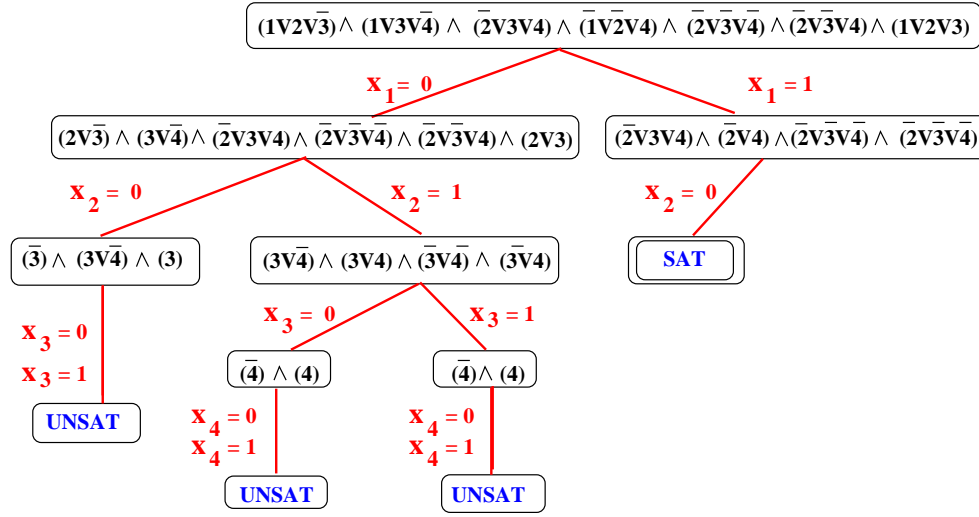 (1V2V3̅) ∧ (1V3V4̅) ∧ (2̅V3V4) ∧ (1̅V2̅V4) ∧ (2̅V3̅V4̅) ∧ (2̅V3̅V4) ∧ (1V2V3)
x₁ = 0
x₁ = 1
(2V3̅) ∧ (3V4̅) ∧ (2̅V3V4) ∧ (2̅V3̅V4̅) ∧ (2̅V3̅V4) ∧ (2V3)
(2̅V3V4) ∧ (2̅V4) ∧ (2̅V3̅V4̅) ∧ (2̅V3̅V4̅)
x₂ = 0
x₂ = 1
x₂ = 0
(3̅) ∧ (3V4̅) ∧ (3)
(3V4̅) ∧ (3V4) ∧ (3̅V4̅) ∧ (3̅V4)
SAT
x₃ = 0
x₃ = 1
x₃ = 0
x₃ = 1
(4̅) ∧ (4)
(4̅) ∧ (4)
UNSAT
x₄ = 0
x₄ = 1
x₄ = 0
x₄ = 1
UNSAT
UNSAT